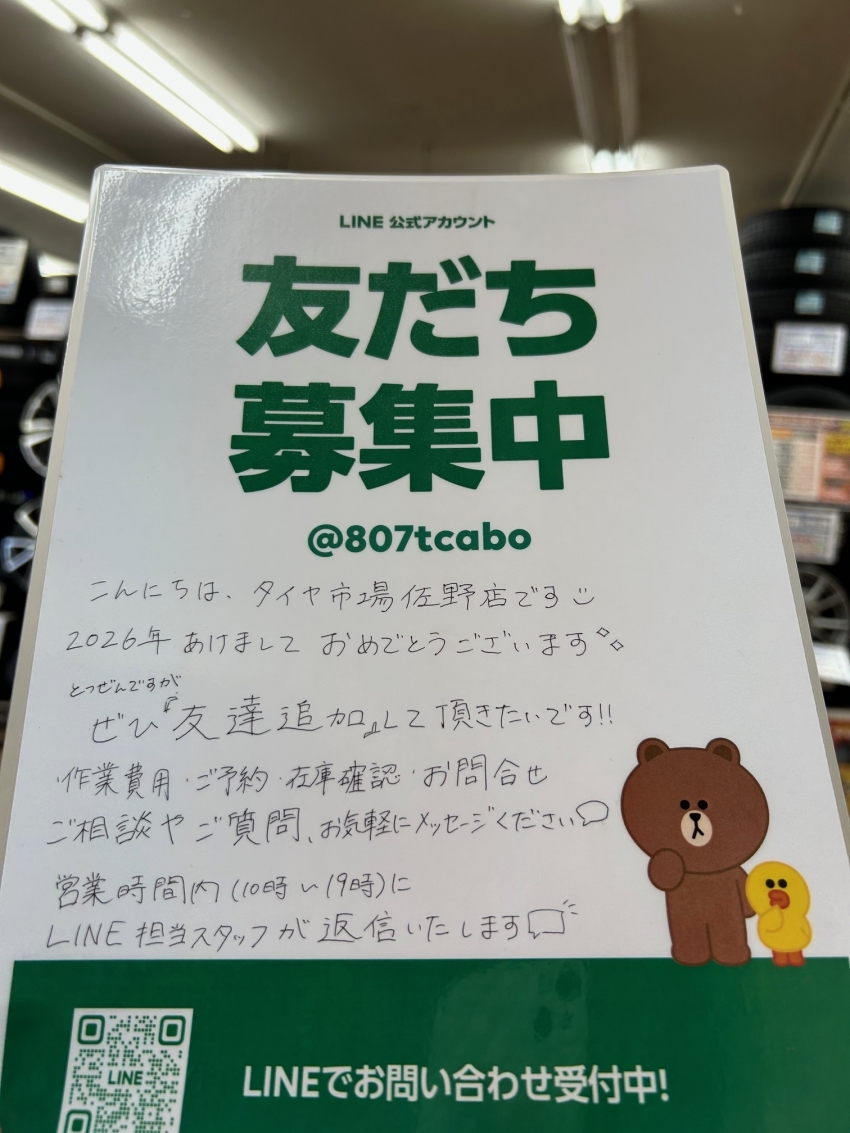 LINE 公式アカウント
友だち
募集中
@807tcabo
こんにちは、タイヤ市場佐野店です
2026年 あけまして おめでとうございます
とつぜんですが
ぜひ『友達追加』して頂きたいです!!
・作業費用・ご予約・在庫確認・お問合せ
ご相談や ご質問、お気軽にメッセージください
営業時間内(10時〜19時)に
LINE 担当スタッフが 返信いたします
LINE
LINEでお問い合わせ受付中!